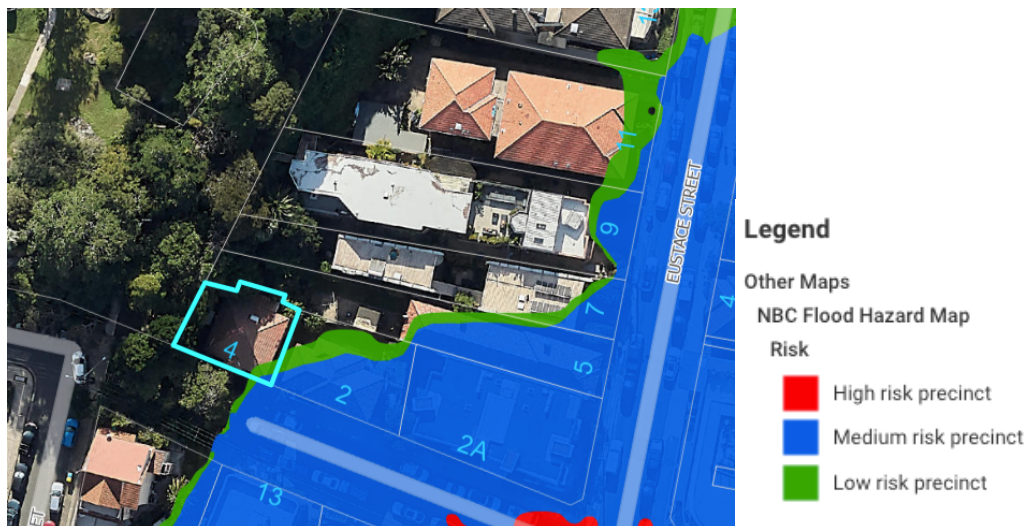 11
EUSTACE STREET
9
7
4
4
5
2
2A
13
Legend
Other Maps
NBC Flood Hazard Map
Risk
High risk precinct
Medium risk precinct
Low risk precinct